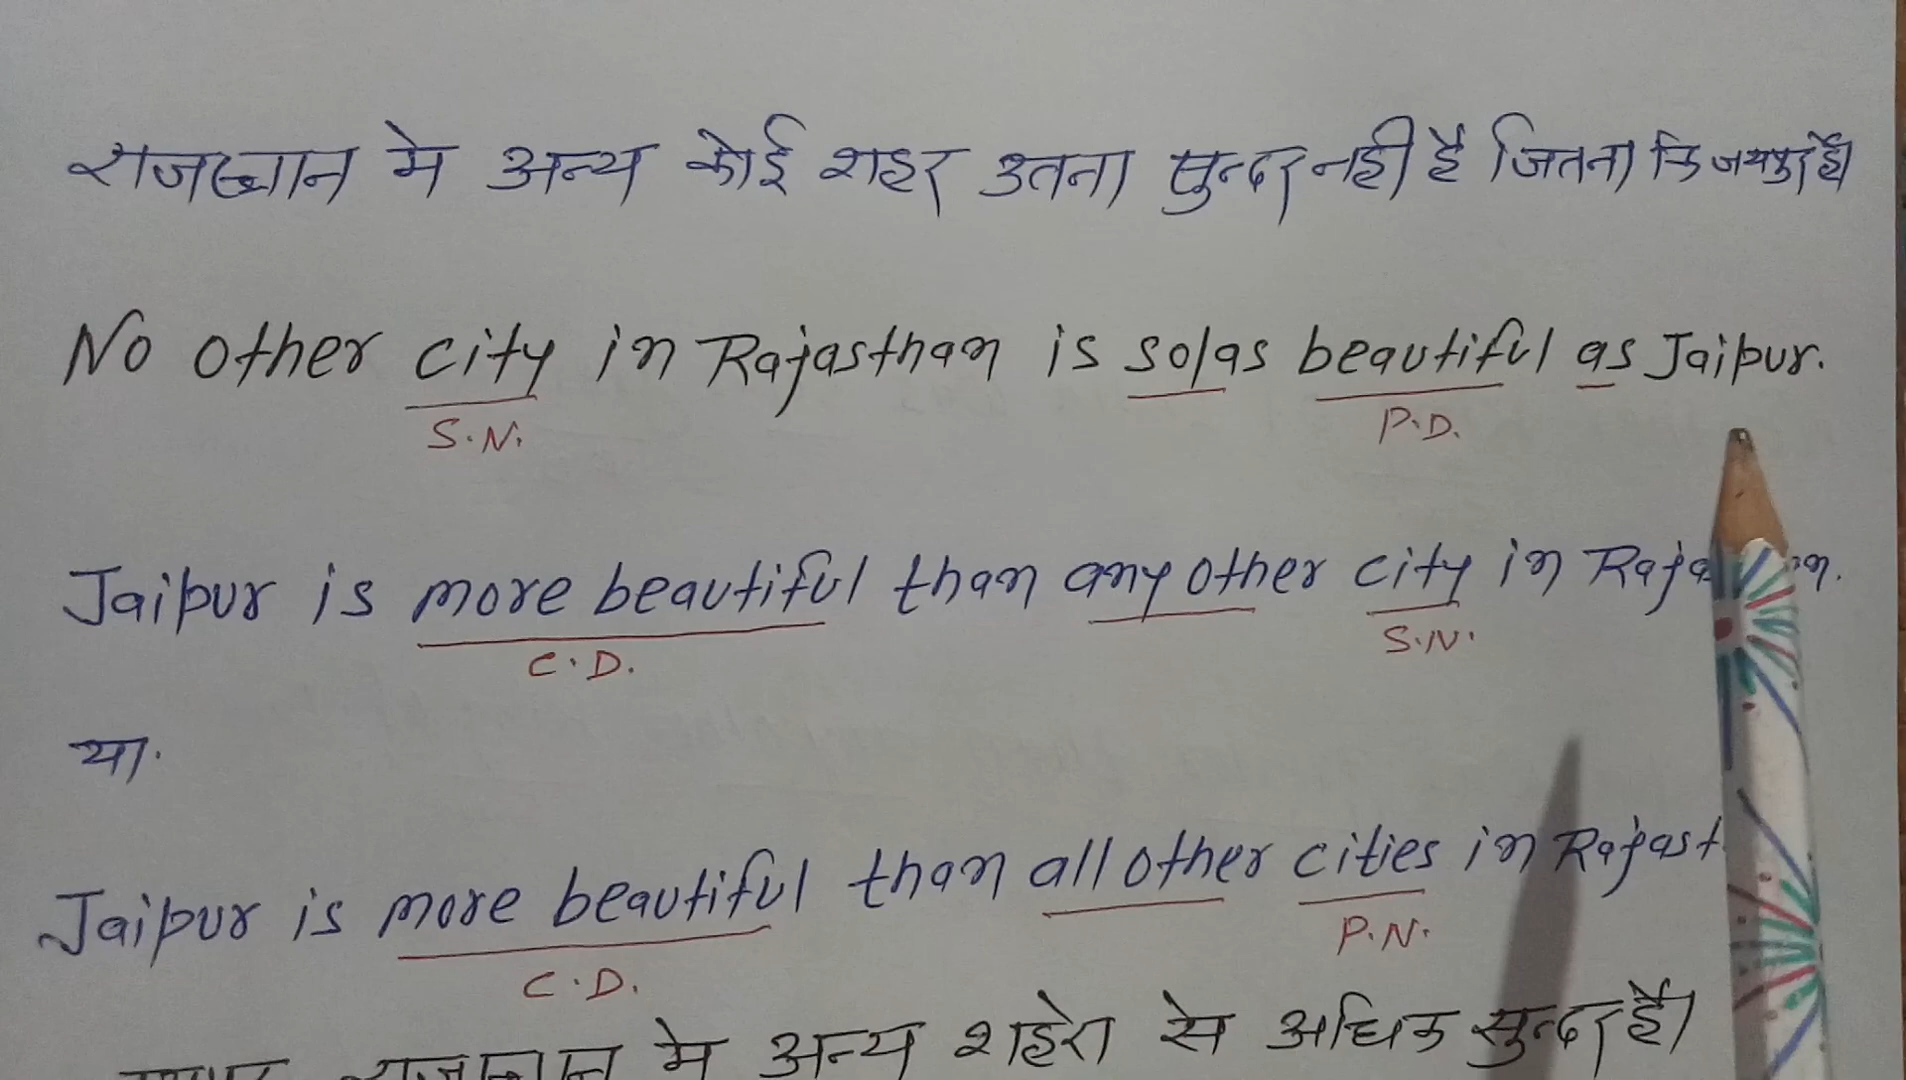 राजस्थान मे अन्य कोई शहर उतना सुन्दर नही है जितना कि जयपुर है।
No other city in Rajasthan is so/as beautiful as Jaipur.
S.N. P.D.
Jaipur is more beautiful than any other city in
C.D. S.N.
या.
Jaipur is more beautiful than all other cities in Rajast
C.D. P.N.
मे अन्य शहरो से अधिक सुन्दर है।